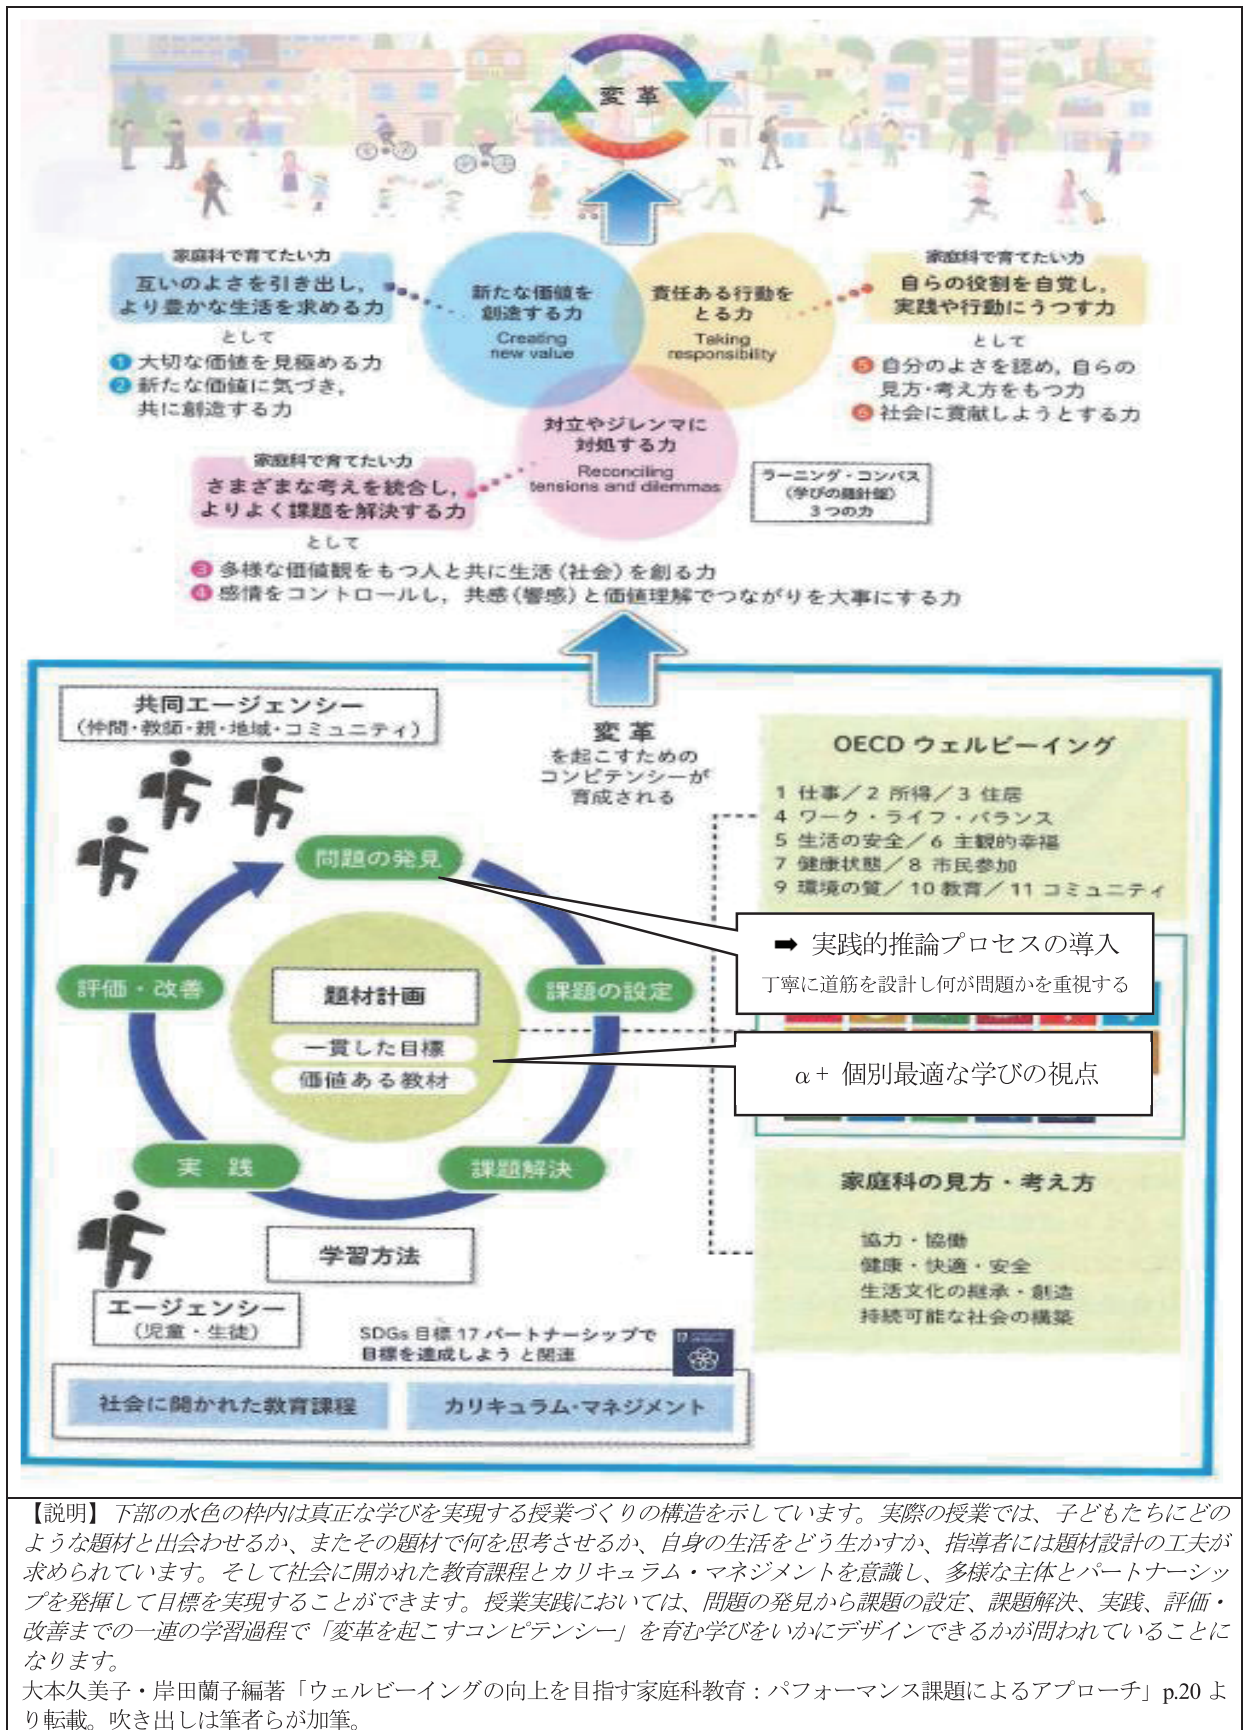 変革
家庭科で育てたい力
互いのよさを引き出し,
より豊かな生活を求める力
として
1 大切な価値を見極める力
2 新たな価値に気づき,
共に創造する力
新たな価値を
創造する力
Creating
new value
責任ある行動を
とる力
Taking
responsibility
家庭科で育てたい力
自らの役割を自覚し,
実践や行動にうつす力
として
5 自分のよさを認め, 自らの
見方・考え方をもつ力
6 社会に貢献しようとする力
対立やジレンマに
対処する力
Reconciling
tensions and dilemmas
家庭科で育てたい力
さまざまな考えを統合し,
よりよく課題を解決する力
として
3 多様な価値観をもつ人と共に生活(社会)を創る力
4 感情をコントロールし, 共感(響感)と価値理解でつながりを大事にする力
ラーニング・コンパス
(学びの羅針盤)
3つの力
共同エージェンシー
(仲間・教師・親・地域・コミュニティ)
変革
を起こすための
コンピテンシーが
育成される
OECD ウェルビーイング
1 仕事/2 所得/3 住居
4 ワーク・ライフ・バランス
5 生活の安全/6 主観的幸福
7 健康状態/8 市民参加
9 環境の質/10 教育/11 コミュニティ
問題の発見
➡ 実践的推論プロセスの導入
丁寧に道筋を設計し何が問題かを重視する
評価・改善
題材計画
課題の設定
一貫した目標
価値ある教材
α+ 個別最適な学びの視点
実践
課題解決
学習方法
家庭科の見方・考え方
協力・協働
健康・快適・安全
生活文化の継承・創造
持続可能な社会の構築
エージェンシー
(児童・生徒)
SDGs 目標 17 パートナーシップで
目標を達成しよう と関連
17
社会に開かれた教育課程
カリキュラム・マネジメント
【説明】下部の水色の枠内は真正な学びを実現する授業づくりの構造を示しています。実際の授業では、子どもたちにどの
ような題材と出会わせるか、またその題材で何を思考させるか、自身の生活をどう生かすか、指導者には題材設計の工夫が
求められています。そして社会に開かれた教育課程とカリキュラム・マネジメントを意識し、多様な主体とパートナーシッ
プを発揮して目標を実現することができます。授業実践においては、問題の発見から課題の設定、課題解決、実践、評価・
改善までの一連の学習過程で「変革を起こすコンピテンシー」を育む学びをいかにデザインできるかが問われていることに
なります。
大本久美子・岸田蘭子編著「ウェルビーイングの向上を目指す家庭科教育：パフォーマンス課題によるアプローチ」p.20 よ
り転載。吹き出しは筆者らが加筆。